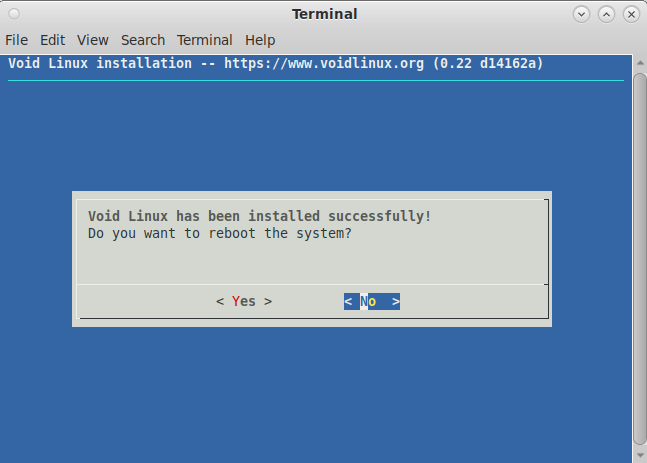 Terminal
File Edit View Search Terminal Help
Void Linux installation -- https://www.voidlinux.org (0.22 d14162a)
Void Linux has been installed successfully!
Do you want to reboot the system?
< Yes > < No >